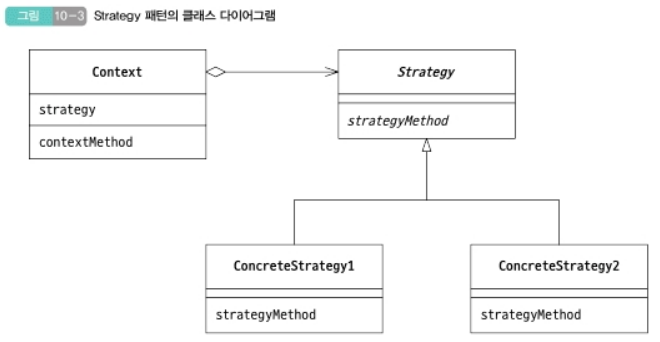 그림 10-3 Strategy 패턴의 클래스 다이어그램
Context
strategy
contextMethod
Strategy
strategyMethod
ConcreteStrategy1
strategyMethod
ConcreteStrategy2
strategyMethod